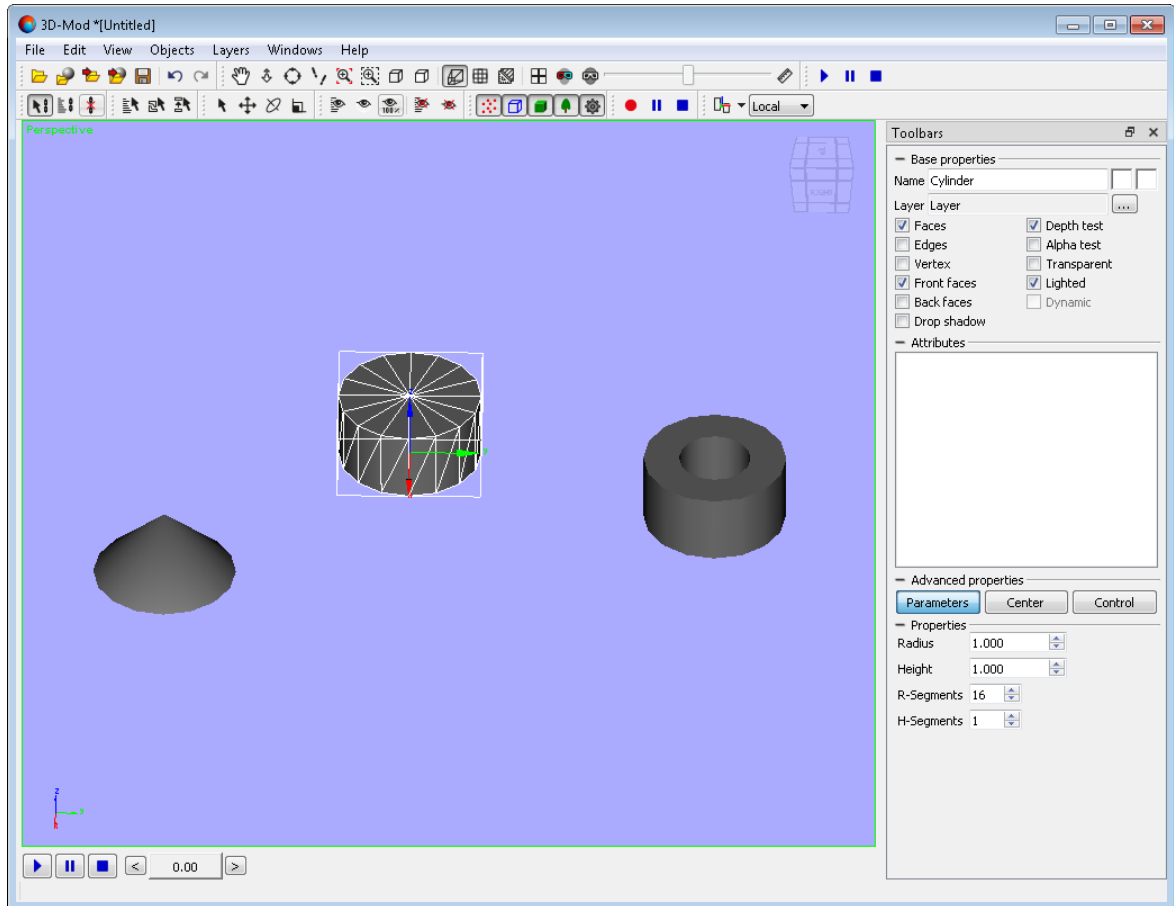 3D-Mod *[Untitled]
File Edit View Objects Layers Windows Help
100%
Local
Perspective
RIGHT
z
Toolbars
Base properties
Name Cylinder
Layer Layer ...
Faces Depth test
Edges Alpha test
Vertex Transparent
Front faces Lighted
Back faces Dynamic
Drop shadow
Attributes
Advanced properties
Parameters Center Control
Properties
Radius 1.000
Height 1.000
R-Segments 16
H-Segments 1
< 0.00 >